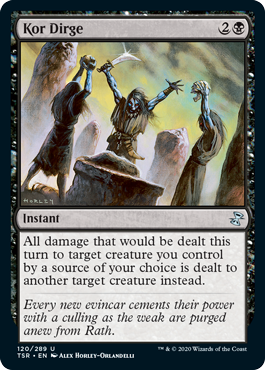 Kor Dirge 2
HORLEY
Instant
All damage that would be dealt this
turn to target creature you control
by a source of your choice is dealt to
another target creature instead.
Every new evincar cements their power
with a culling as the weak are purged
anew from Rath.
120/289 U
TSR • EN ALEX HORLEY-ORLANDELLI
™ & © 2020 Wizards of the Coast